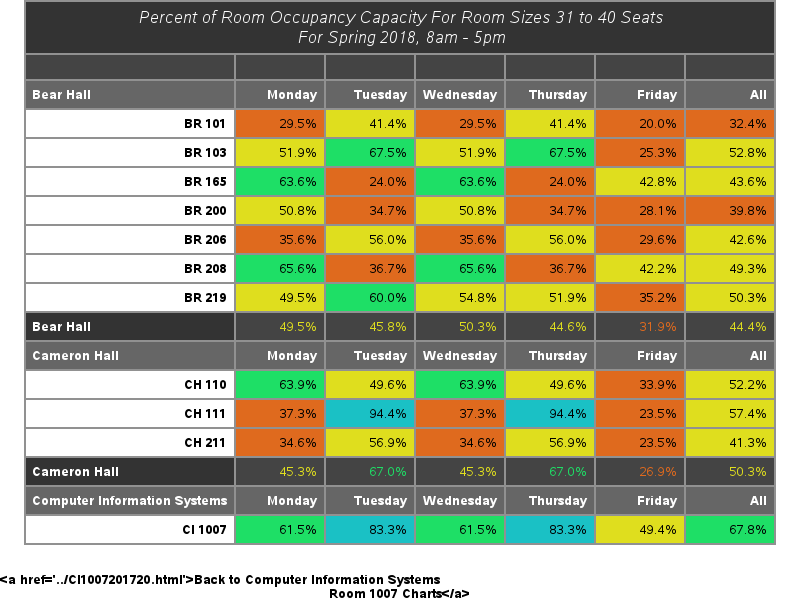 Percent of Room Occupancy Capacity For Room Sizes 31 to 40 Seats
For Spring 2018, 8am - 5pm
Bear Hall Monday Tuesday Wednesday Thursday Friday All
BR 101 29.5% 41.4% 29.5% 41.4% 20.0% 32.4%
BR 103 51.9% 67.5% 51.9% 67.5% 25.3% 52.8%
BR 165 63.6% 24.0% 63.6% 24.0% 42.8% 43.6%
BR 200 50.8% 34.7% 50.8% 34.7% 28.1% 39.8%
BR 206 35.6% 56.0% 35.6% 56.0% 29.6% 42.6%
BR 208 65.6% 36.7% 65.6% 36.7% 42.2% 49.3%
BR 219 49.5% 60.0% 54.8% 51.9% 35.2% 50.3%
Bear Hall 49.5% 45.8% 50.3% 44.6% 31.9% 44.4%
Cameron Hall Monday Tuesday Wednesday Thursday Friday All
CH 110 63.9% 49.6% 63.9% 49.6% 33.9% 52.2%
CH 111 37.3% 94.4% 37.3% 94.4% 23.5% 57.4%
CH 211 34.6% 56.9% 34.6% 56.9% 23.5% 41.3%
Cameron Hall 45.3% 67.0% 45.3% 67.0% 26.9% 50.3%
Computer Information Systems Monday Tuesday Wednesday Thursday Friday All
CI 1007 61.5% 83.3% 61.5% 83.3% 49.4% 67.8%
<a href='../CI1007201720.html'>Back to Computer Information Systems
Room 1007 Charts</a>